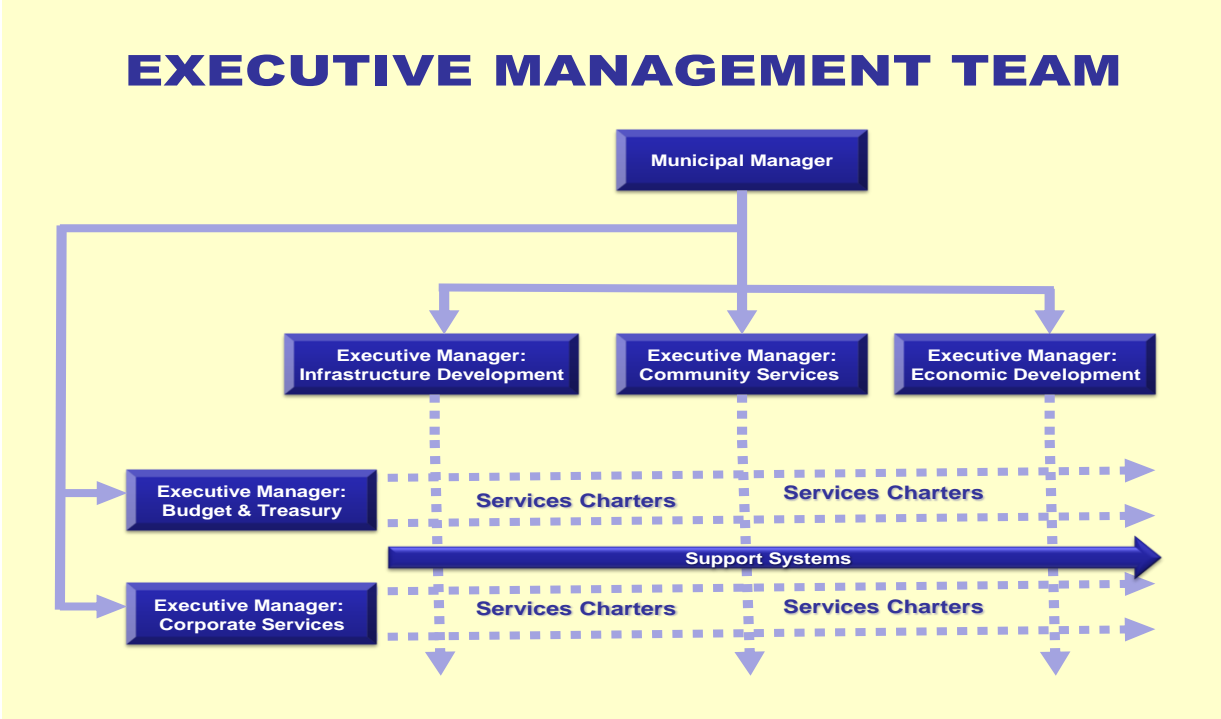 EXECUTIVE MANAGEMENT TEAM
Municipal Manager
Executive Manager:
Infrastructure Development
Executive Manager:
Community Services
Executive Manager:
Economic Development
Executive Manager:
Budget & Treasury
Services Charters
Services Charters
Support Systems
Executive Manager:
Corporate Services
Services Charters
Services Charters